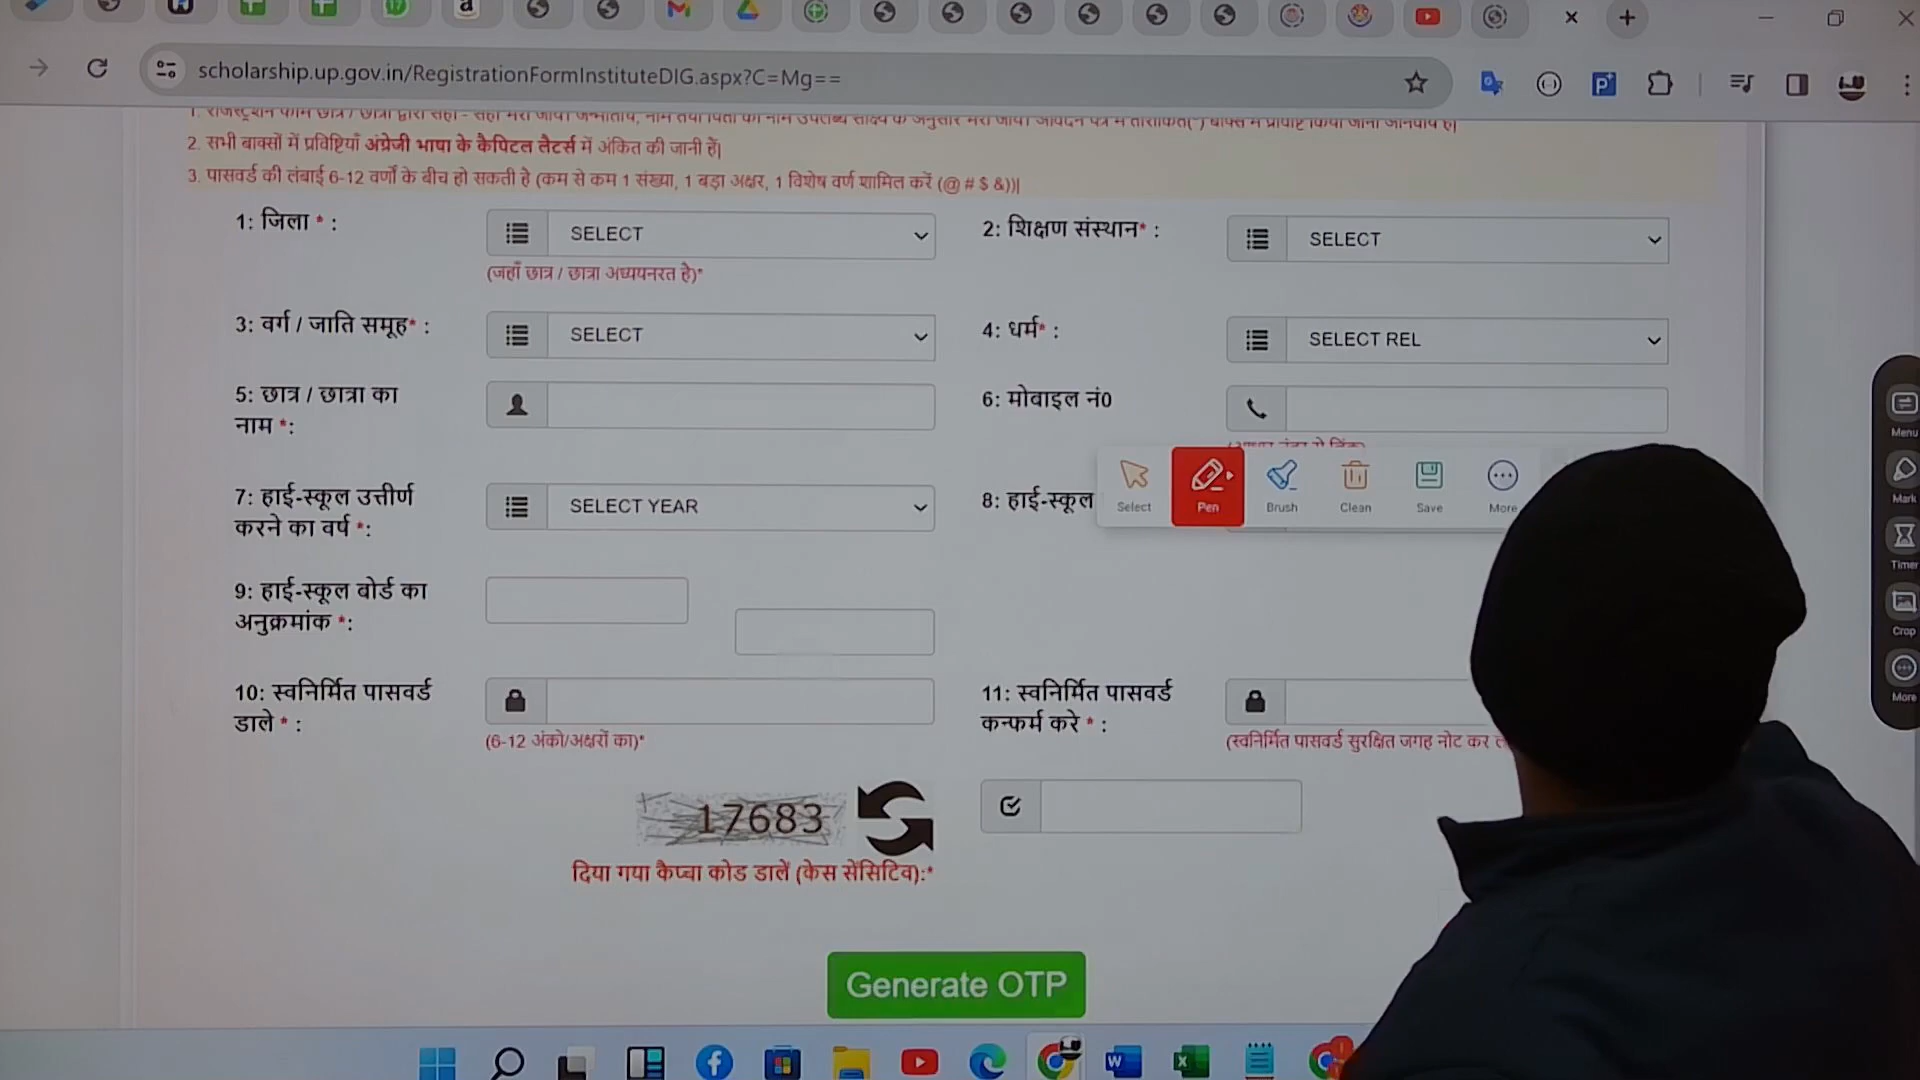 scholarship.up.gov.in/RegistrationFormInstituteDIG.aspx?C=Mg==
2. सभी बाक्सों में प्रविष्टियाँ अंग्रेजी भाषा के कैपिटल लैटर्स में अंकित की जानी हैं|
3. पासवर्ड की लंबाई 6-12 वर्णों के बीच हो सकती हे (कम से कम 1 संख्या, 1 बड़ा अक्षर, 1 विशेष वर्ण शामिल करें (@ # $ &))|
1: जिला * :
SELECT
(जहाँ छात्र / छात्रा अध्ययनरत है)*
2: शिक्षण संस्थान* :
SELECT
3: वर्ग / जाति समूह* :
SELECT
4: धर्म* :
SELECT REL
5: छात्र / छात्रा का
नाम *:
6: मोबाइल नं0
7: हाई-स्कूल उत्तीर्ण
करने का वर्ष *:
SELECT YEAR
8: हाई-स्कूल
Select
Pen
Brush
Clean
Save
More
9: हाई-स्कूल बोर्ड का
अनुक्रमांक *:
10: स्वनिर्मित पासवर्ड
डाले * :
(6-12 अंको/अक्षरों का)*
11: स्वनिर्मित पासवर्ड
कन्फर्म करे * :
(स्वनिर्मित पासवर्ड सुरक्षित जगह नोट कर
17683
दिया गया कैप्चा कोड डालें (केस सेंसिटिव):*
Generate OTP
Menu
Mark
Timer
Crop
More